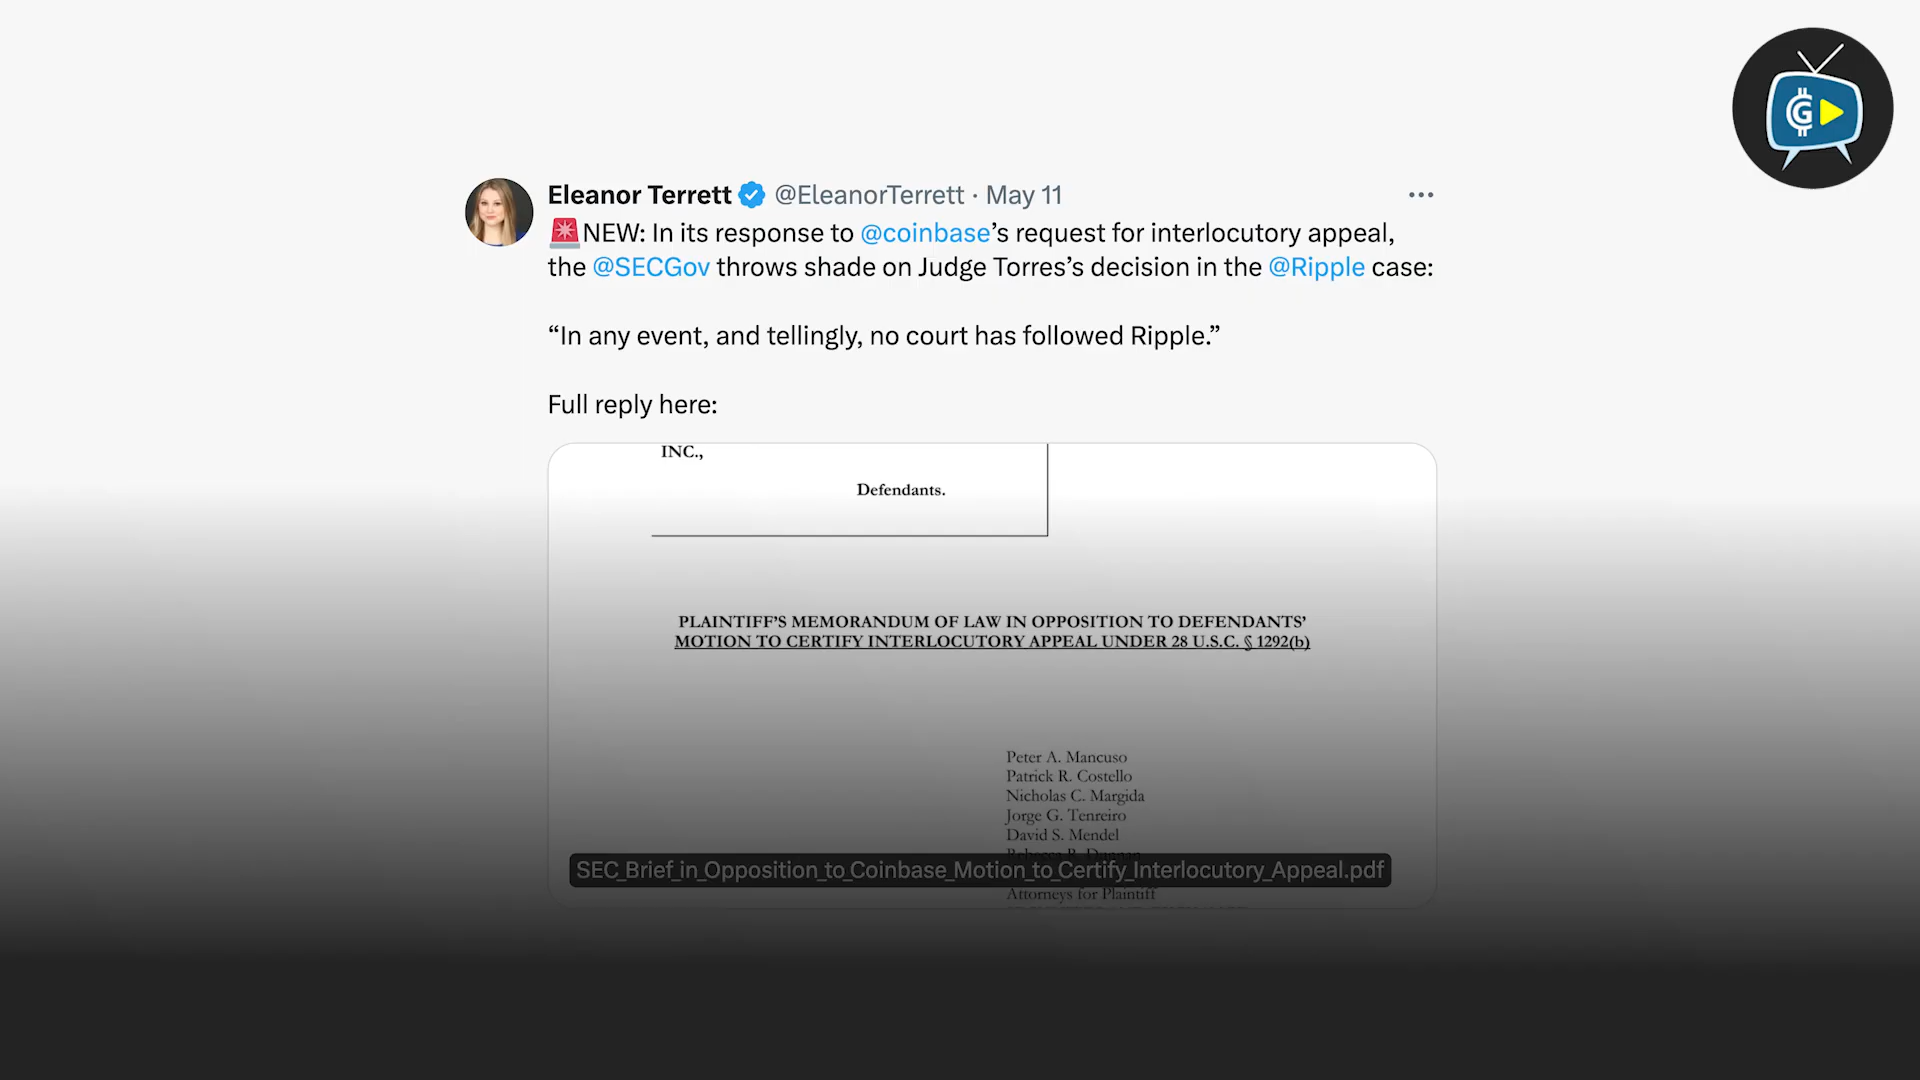 Eleanor Terrett @EleanorTerrett · May 11
🚨NEW: In its response to @coinbase’s request for interlocutory appeal,
the @SECGov throws shade on Judge Torres’s decision in the @Ripple case:
“In any event, and tellingly, no court has followed Ripple.”
Full reply here:
INC.,
Defendants.
PLAINTIFF’S MEMORANDUM OF LAW IN OPPOSITION TO DEFENDANTS’
MOTION TO CERTIFY INTERLOCUTORY APPEAL UNDER 28 U.S.C. § 1292(b)
Peter A. Mancuso
Patrick R. Costello
Nicholas C. Margida
Jorge G. Tenreiro
David S. Mendel
SEC_Brief_in_Opposition_to_Coinbase_Motion_to_Certify_Interlocutory_Appeal.pdf
Attorneys for Plaintiff